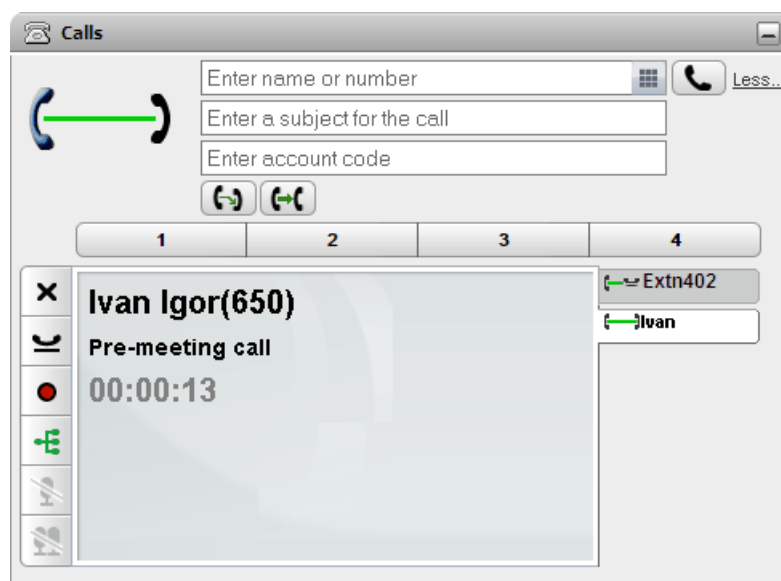 Calls
Enter name or number
Less...
Enter a subject for the call
Enter account code
1 2 3 4
Ivan Igor(650)
Pre-meeting call
00:00:13
Extn402
Ivan